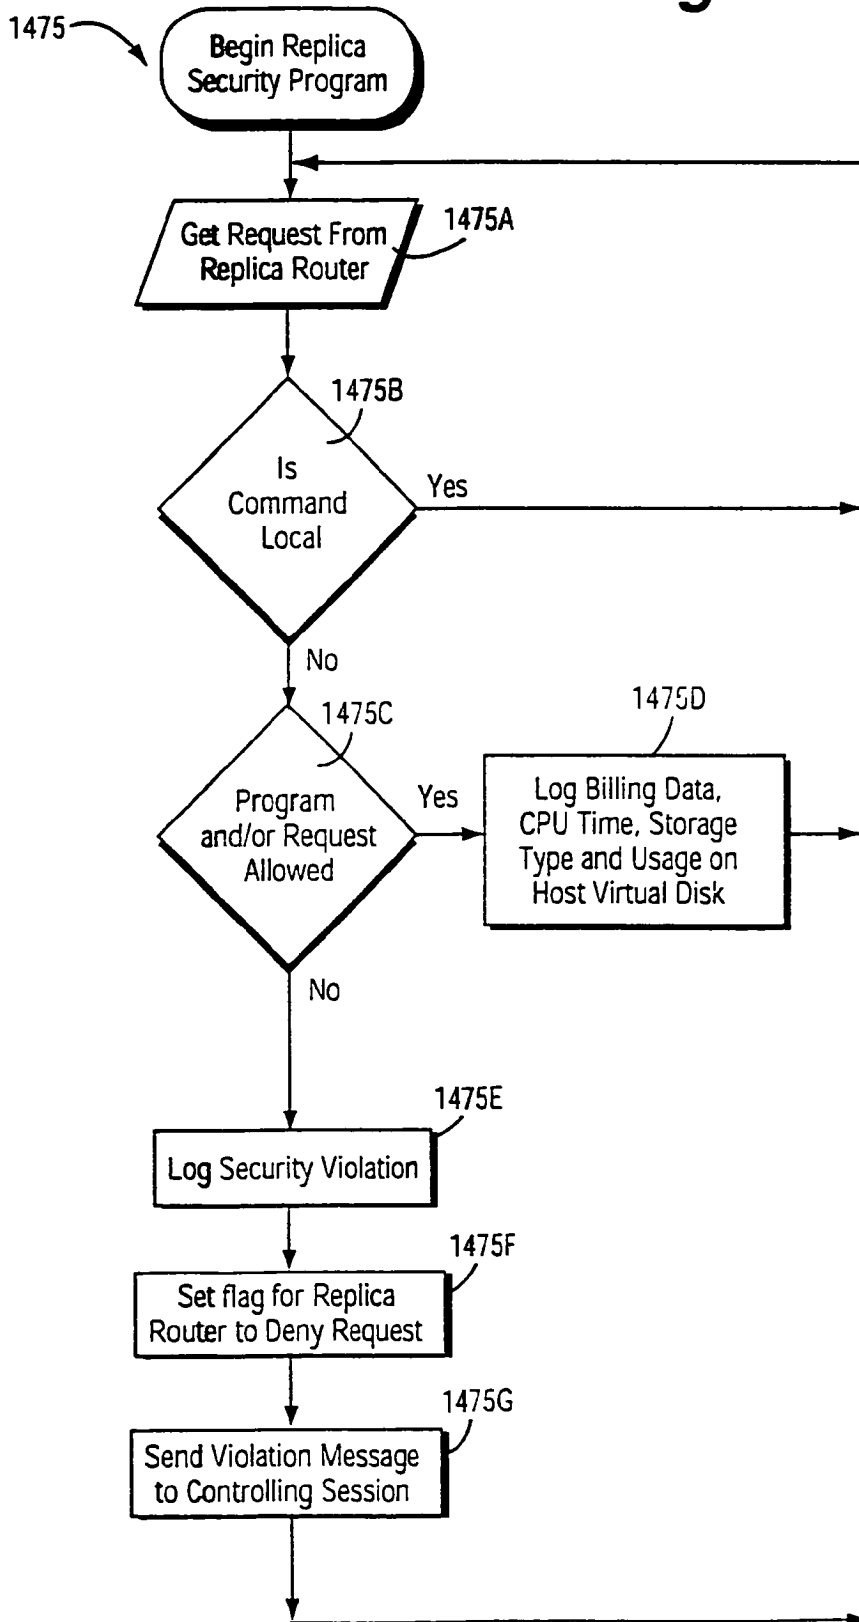 1475
Begin Replica
Security Program
Get Request From
Replica Router
1475A
1475B
Is
Command
Local
Yes
No
1475C
Program
and/or Request
Allowed
Yes
1475D
Log Billing Data,
CPU Time, Storage
Type and Usage on
Host Virtual Disk
No
1475E
Log Security Violation
1475F
Set flag for Replica
Router to Deny Request
1475G
Send Violation Message
to Controlling Session